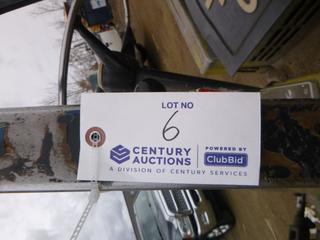 LOT NO
6
CENTURY
AUCTIONS
POWERED BY
ClubBid
A DIVISION OF CENTURY SERVICES